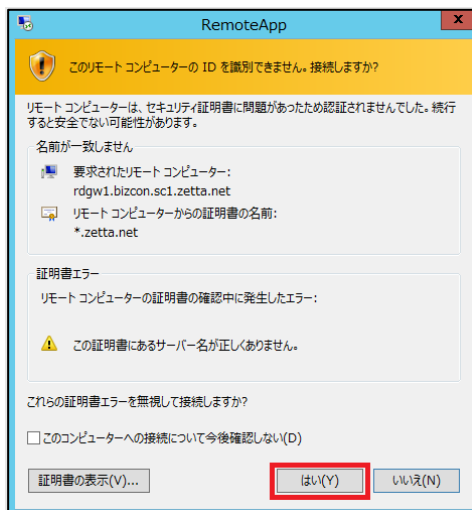 RemoteApp
x
このリモート コンピューターの ID を識別できません。接続しますか?
リモート コンピューターは、セキュリティ証明書に問題があったため認証されませんでした。続行
すると安全でない可能性があります。
名前が一致しません
要求されたリモート コンピューター:
rdgw1.bizcon.sc1.zetta.net
リモート コンピューターからの証明書の名前:
*.zetta.net
証明書エラー
リモート コンピューターの証明書の確認中に発生したエラー:
この証明書にあるサーバー名が正しくありません。
これらの証明書エラーを無視して接続しますか?
このコンピューターへの接続について今後確認しない(D)
証明書の表示(V)...
はい(Y)
いいえ(N)